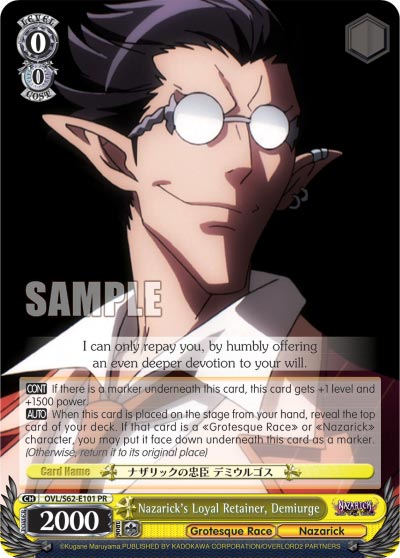 LEVEL
0
0
COST
SAMPLE
I can only repay you, by humbly offering
an even deeper devotion to your will.
CONT If there is a marker underneath this card, this card gets +1 level and
+1500 power.
AUTO When this card is placed on the stage from your hand, reveal the top
card of your deck. If that card is a «Grotesque Race» or «Nazarick»
character, you may put it face down underneath this card as a marker.
(Otherwise, return it to its original place)
Card Name ナザリックの忠臣 デミウルゴス
CH OVL/S62-E101 PR Nazarick's Loyal Retainer, Demiurge NAZARICK
POWER 2000 SOUL Grotesque Race Nazarick
©Kugane Maruyama,PUBLISHED BY KADOKAWA CORPORATION/OVERLORD2 PARTNERS